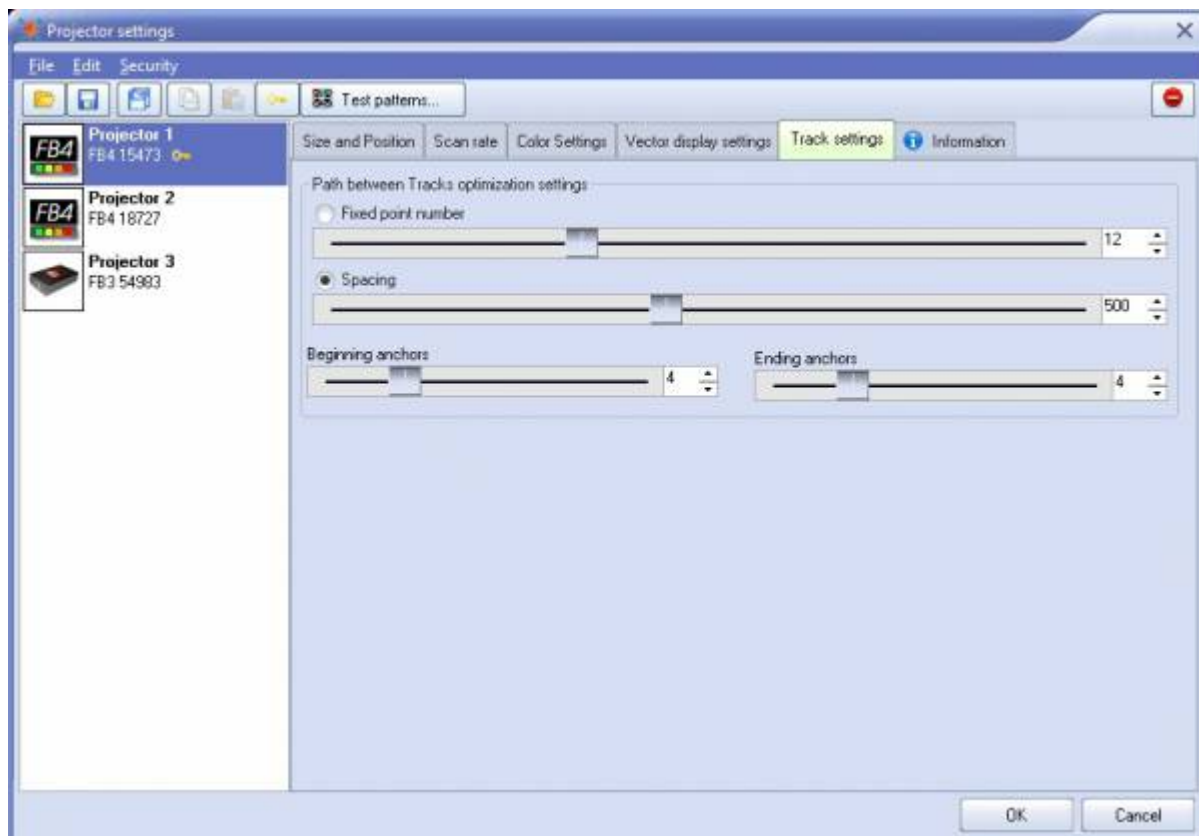 Projector settings
File Edit Security
Test patterns...
FB4 Projector 1
FB4 15473
FB4 Projector 2
FB4 18727
Projector 3
FB3 54983
Size and Position Scan rate Color Settings Vector display settings Track settings Information
Path between Tracks optimization settings
Fixed point number
12
Spacing
500
Beginning anchors
4
Ending anchors
4
OK Cancel